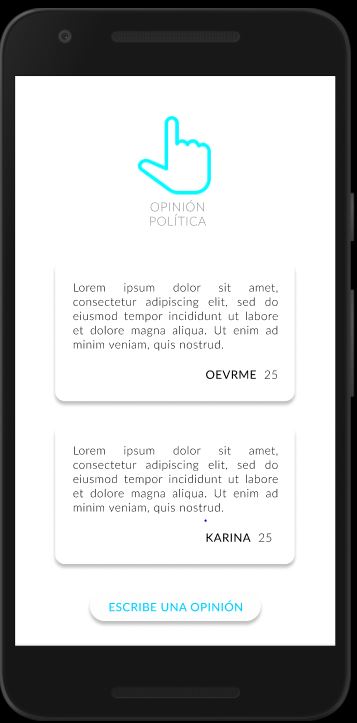 OPINIÓN
POLÍTICA
Lorem ipsum dolor sit amet,
consectetur adipiscing elit, sed do
eiusmod tempor incididunt ut labore
et dolore magna aliqua. Ut enim ad
minim veniam, quis nostrud.
OEVRME 25
Lorem ipsum dolor sit amet,
consectetur adipiscing elit, sed do
eiusmod tempor incididunt ut labore
et dolore magna aliqua. Ut enim ad
minim veniam, quis nostrud.
KARINA 25
ESCRIBE UNA OPINIÓN